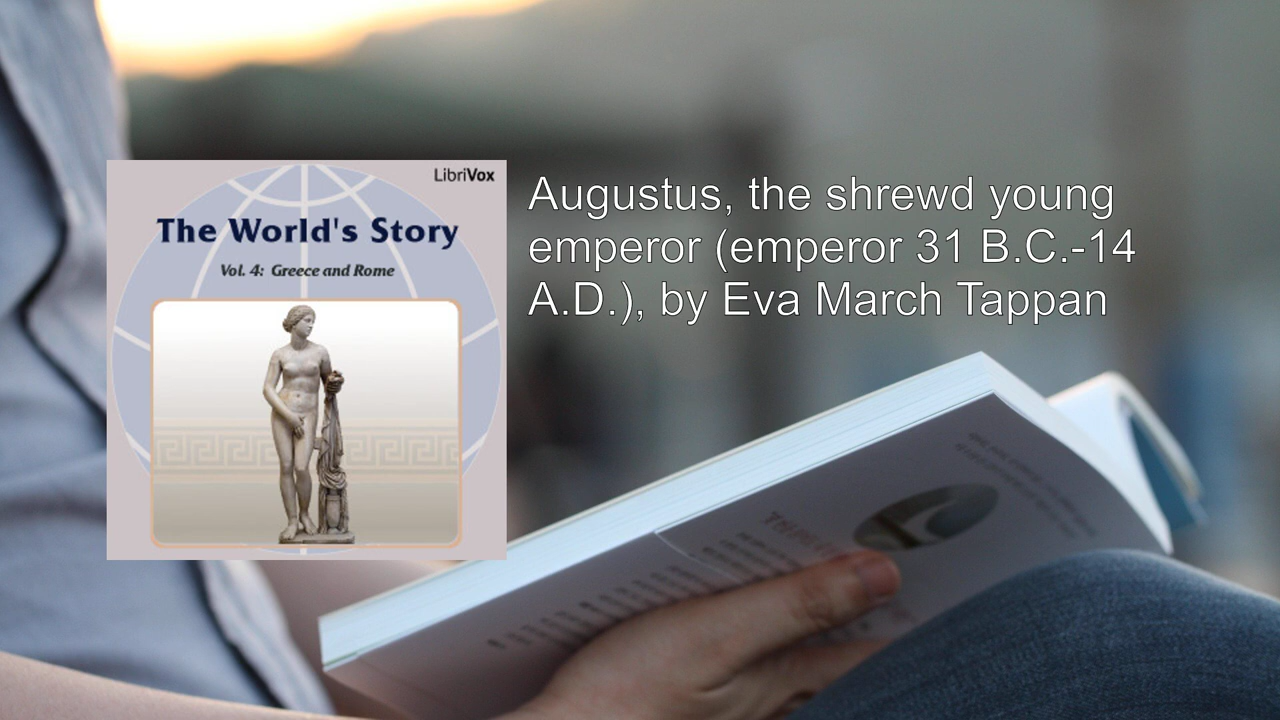 LibriVox
The World's Story
Vol. 4: Greece and Rome
Augustus, the shrewd young
emperor (emperor 31 B.C.-14
A.D.), by Eva March Tappan